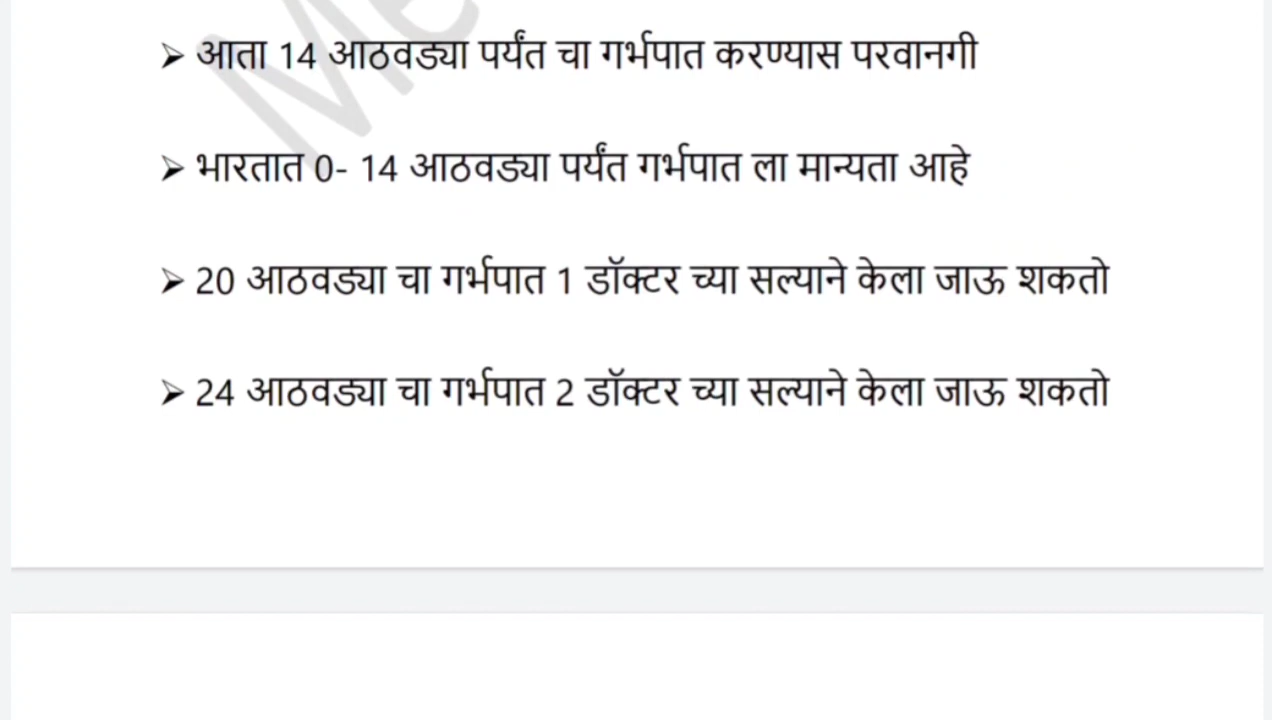 ➢ आता 14 आठवड्या पर्यंत चा गर्भपात करण्यास परवानगी
➢ भारतात 0- 14 आठवड्या पर्यंत गर्भपात ला मान्यता आहे
➢ 20 आठवड्या चा गर्भपात 1 डॉक्टर च्या सल्याने केला जाऊ शकतो
➢ 24 आठवड्या चा गर्भपात 2 डॉक्टर च्या सल्याने केला जाऊ शकतो